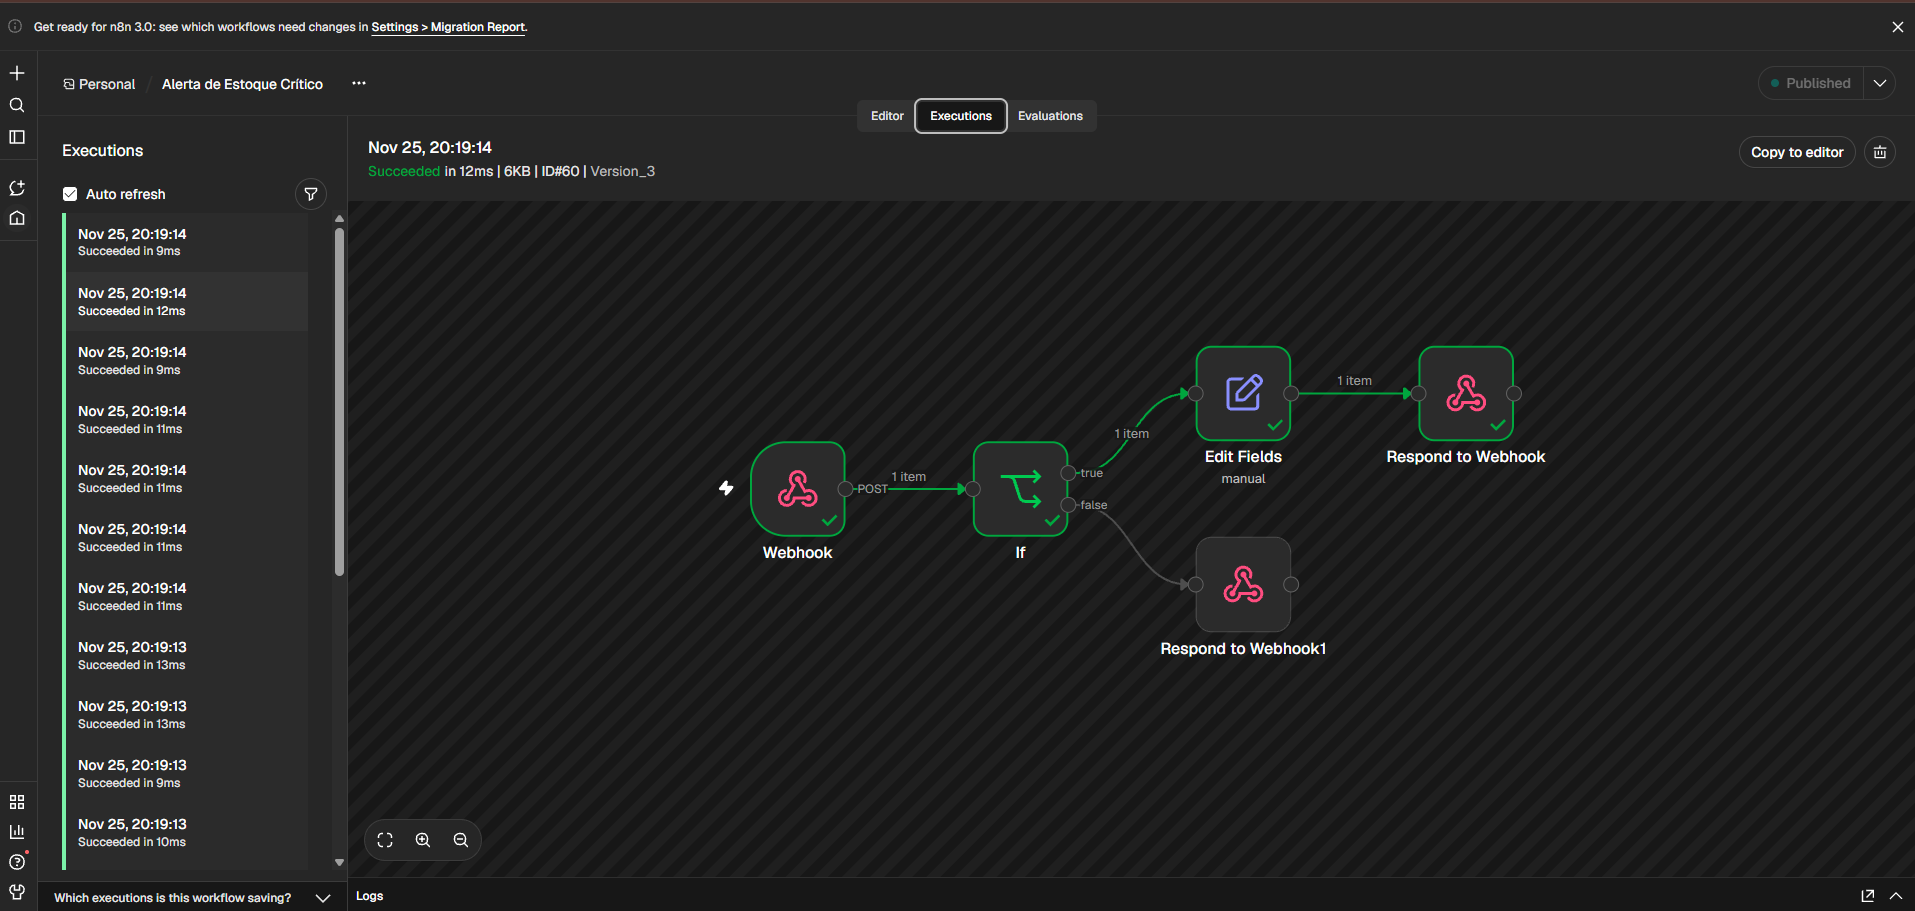 Get ready for n8n 3.0: see which workflows need changes in Settings > Migration Report.
Personal / Alerta de Estoque Crítico ...
Published
Editor Executions Evaluations
Executions
Auto refresh
Nov 25, 20:19:14
Succeeded in 9ms
Nov 25, 20:19:14
Succeeded in 12ms
Nov 25, 20:19:14
Succeeded in 9ms
Nov 25, 20:19:14
Succeeded in 11ms
Nov 25, 20:19:14
Succeeded in 11ms
Nov 25, 20:19:14
Succeeded in 11ms
Nov 25, 20:19:14
Succeeded in 11ms
Nov 25, 20:19:13
Succeeded in 13ms
Nov 25, 20:19:13
Succeeded in 13ms
Nov 25, 20:19:13
Succeeded in 9ms
Nov 25, 20:19:13
Succeeded in 10ms
Which executions is this workflow saving?
Nov 25, 20:19:14
Succeeded in 12ms | 6KB | ID#60 | Version_3
Copy to editor
POST
1 item
Webhook
If
true
false
1 item
Edit Fields
manual
1 item
Respond to Webhook
Respond to Webhook1
Logs